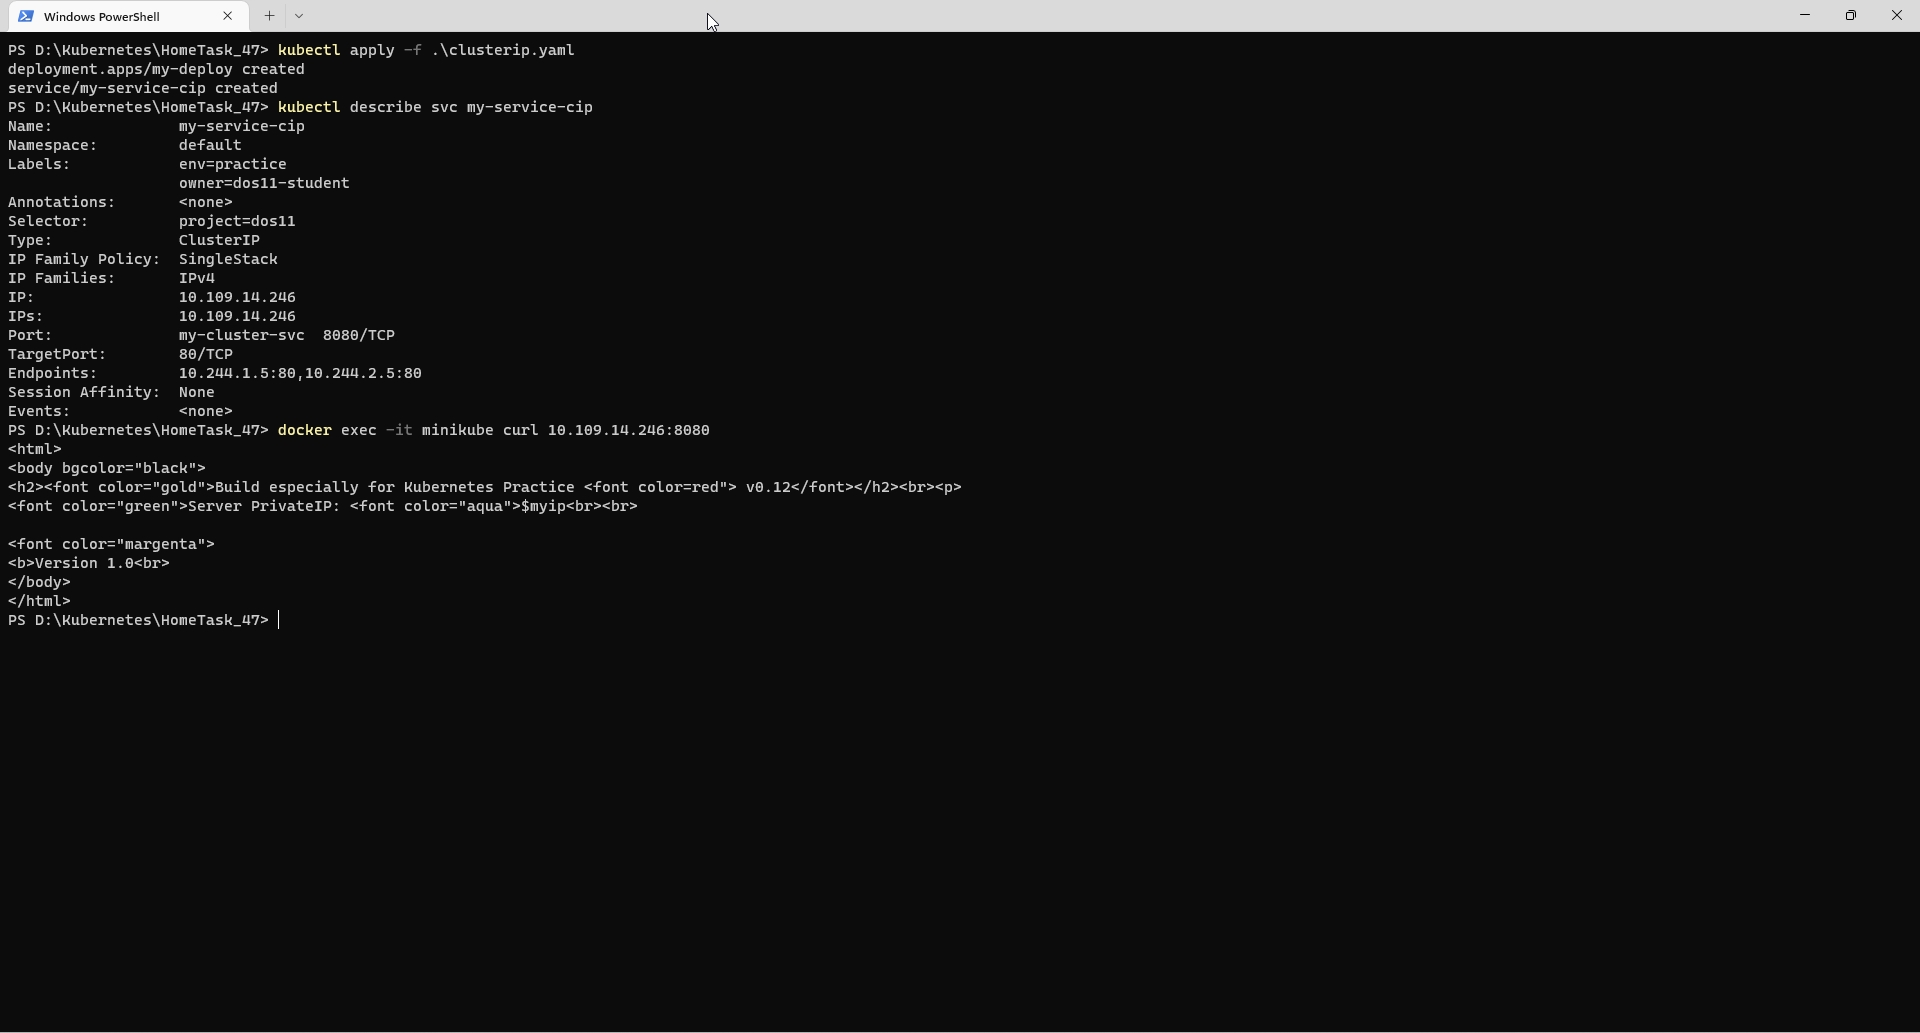 Windows PowerShell
PS D:\Kubernetes\HomeTask_47> kubectl apply -f .\clusterip.yaml
deployment.apps/my-deploy created
service/my-service-cip created
PS D:\Kubernetes\HomeTask_47> kubectl describe svc my-service-cip
Name:              my-service-cip
Namespace:         default
Labels:            env=practice
                   owner=dos11-student
Annotations:       <none>
Selector:          project=dos11
Type:              ClusterIP
IP Family Policy:  SingleStack
IP Families:       IPv4
IP:                10.109.14.246
IPs:               10.109.14.246
Port:              my-cluster-svc  8080/TCP
TargetPort:        80/TCP
Endpoints:         10.244.1.5:80,10.244.2.5:80
Session Affinity:  None
Events:            <none>
PS D:\Kubernetes\HomeTask_47> docker exec -it minikube curl 10.109.14.246:8080
<html>
<body bgcolor="black">
<h2><font color="gold">Build especially for Kubernetes Practice <font color=red"> v0.12</font></h2><br><p>
<font color="green">Server PrivateIP: <font color="aqua">$myip<br><br>

<font color="margenta">
<b>Version 1.0<br>
</body>
</html>
PS D:\Kubernetes\HomeTask_47>